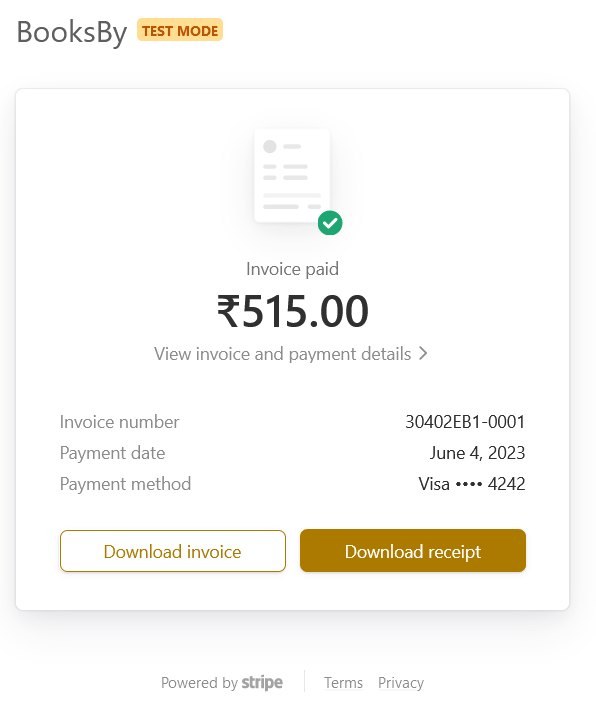 BooksBy TEST MODE
Invoice paid
₹515.00
View invoice and payment details
Invoice number 30402EB1-0001
Payment date June 4, 2023
Payment method Visa •••• 4242
Download invoice Download receipt
Powered by stripe Terms Privacy